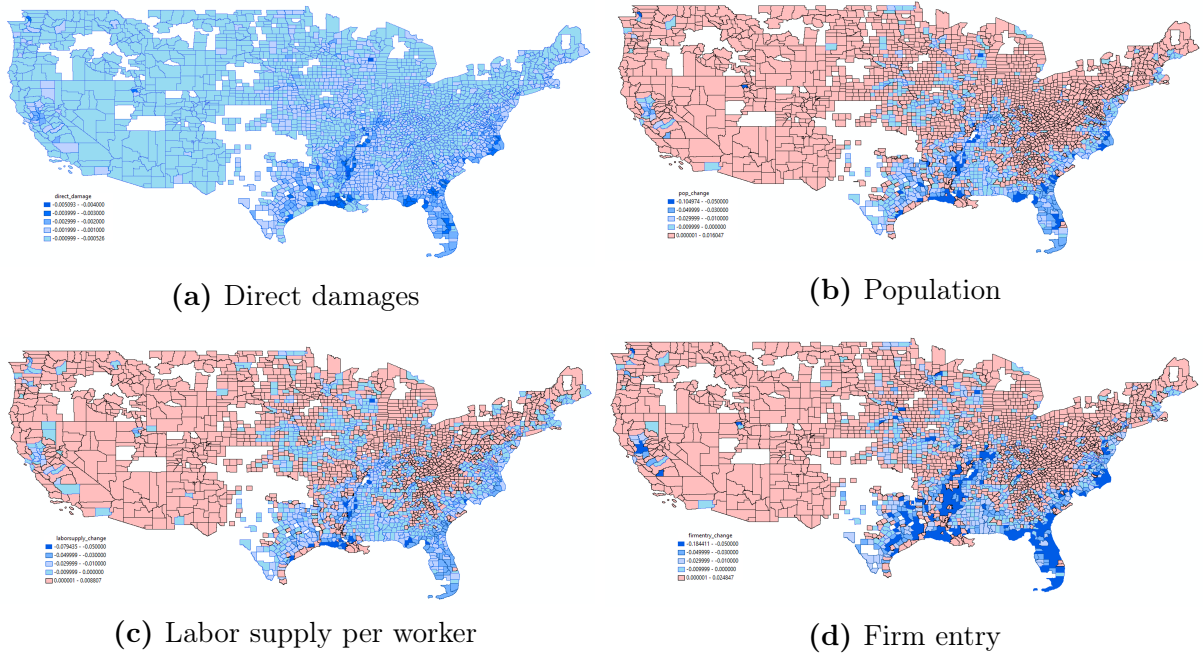 direct_damage
-0.005093 - -0.004000
-0.003999 - -0.003000
-0.002999 - -0.002000
-0.001999 - -0.001000
-0.000999 - -0.000526
(a) Direct damages
pop_change
-0.104974 - -0.050000
-0.049999 - -0.030000
-0.029999 - -0.010000
-0.009999 - 0.000000
0.000001 - 0.016047
(b) Population
laborsupply_change
-0.079435 - -0.050000
-0.049999 - -0.030000
-0.029999 - -0.010000
-0.009999 - 0.000000
0.000001 - 0.008807
(c) Labor supply per worker
firmentry_change
-0.184411 - -0.050000
-0.049999 - -0.030000
-0.029999 - -0.010000
-0.009999 - 0.000000
0.000001 - 0.024847
(d) Firm entry